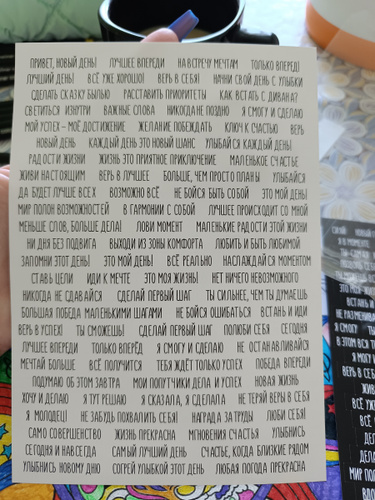 ПРИВЕТ, НОВЫЙ ДЕНЬ! ЛУЧШЕЕ ВПЕРЕДИ НА ВСТРЕЧУ МЕЧТАМ ТОЛЬКО ВПЕРЕД!
ЛУЧШИЙ ДЕНЬ! ВСЁ УЖЕ ХОРОШО! ВЕРЬ В СЕБЯ! НАЧНИ СВОЙ ДЕНЬ С УЛЫБКИ
СДЕЛАТЬ СКАЗКУ БЫЛЬЮ РАССТАВИТЬ ПРИОРИТЕТЫ КАК ВСТАТЬ С ДИВАНА?
СВЕТИТЬСЯ ИЗНУТРИ ВАЖНЫЕ СЛОВА НИКОГДА НЕ ПОЗДНО Я СМОГУ И СДЕЛАЮ
МОЙ УСПЕХ - МОЁ ДОСТИЖЕНИЕ ЖЕЛАНИЕ ПОБЕЖДАТЬ КЛЮЧ К СЧАСТЬЮ ВЕРЬ
НОВЫЙ ДЕНЬ КАЖДЫЙ ДЕНЬ ЭТО НОВЫЙ ШАНС УЛЫБАЙСЯ КАЖДЫЙ ДЕНЬ!
РАДОСТИ ЖИЗНИ ЖИЗНЬ ЭТО ПРИЯТНОЕ ПРИКЛЮЧЕНИЕ МАЛЕНЬКОЕ СЧАСТЬЕ
ЖИВИ НАСТОЯЩИМ ВЕРЬ В ЛУЧШЕЕ БОЛЬШЕ, ЧЕМ ПРОСТО ПЛАНЫ УЛЫБАЙСЯ
ДА БУДЕТ ЛУЧШЕ ВСЕХ ВОЗМОЖНО ВСЁ НЕ БОЙСЯ БЫТЬ СОБОЙ ЭТО МОЙ ДЕНЬ!
МИР ПОЛОН ВОЗМОЖНОСТЕЙ В ГАРМОНИИ С СОБОЙ ЛУЧШЕЕ ПРОИСХОДИТ СО МНОЙ
МЕНЬШЕ СЛОВ, БОЛЬШЕ ДЕЛА! ЛОВИ МОМЕНТ МАЛЕНЬКИЕ РАДОСТИ ЭТОЙ ЖИЗНИ
НИ ДНЯ БЕЗ ПОДВИГА ВЫХОДИ ИЗ ЗОНЫ КОМФОРТА ЛЮБИТЬ И БЫТЬ ЛЮБИМОЙ
ЗАПОМНИ ЭТОТ ДЕНЬ! ЭТО МОЙ ДЕНЬ! ВСЁ РЕАЛЬНО НАСЛАЖДАЙСЯ МОМЕНТОМ
СТАВЬ ЦЕЛИ ИДИ К МЕЧТЕ ЭТО МОЯ ЖИЗНЬ! НЕТ НИЧЕГО НЕВОЗМОЖНОГО
НИКОГДА НЕ СДАВАЙСЯ СДЕЛАЙ ПЕРВЫЙ ШАГ ТЫ СИЛЬНЕЕ, ЧЕМ ТЫ ДУМАЕШЬ
БОЛЬШАЯ ПОБЕДА МАЛЕНЬКИМИ ШАГАМИ НЕ БОЙСЯ ОШИБАТЬСЯ ВСТАНЬ И ИДИ
ВЕРЬ В УСПЕХ! ТЫ СМОЖЕШЬ! СДЕЛАЙ ПЕРВЫЙ ШАГ ПОЛЮБИ СЕБЯ СЕГОДНЯ
ЛУЧШЕЕ ВПЕРЕДИ ТОЛЬКО ВПЕРЁД Я СМОГУ И СДЕЛАЮ НЕ ОСТАНАВЛИВАЙСЯ
МЕЧТАЙ БОЛЬШЕ ВСЁ ПОЛУЧИТСЯ ТЕБЯ ЖДЁТ ТОЛЬКО УСПЕХ ПОБЕДА ВПЕРЕДИ
ПОДУМАЮ ОБ ЭТОМ ЗАВТРА МОИ ПОПУТЧИКИ ДЕЛА И УСПЕХ НОВАЯ ЖИЗНЬ
ХОЧУ И ДЕЛАЮ Я ТУТ РЕШАЮ Я СКАЗАЛА, Я СДЕЛАЛА НЕ ТЕРЯЙ ВЕРЫ В СЕБЯ
Я МОЛОДЕЦ! НЕ ЗАБУДЬ ПОХВАЛИТЬ СЕБЯ! НАГРАДА ЗА ТРУДЫ ЛЮБИ СЕБЯ!
САМО СОВЕРШЕНСТВО ЖИЗНЬ ПРЕКРАСНА МГНОВЕНИЯ СЧАСТЬЯ УЛЫБНИСЬ
СЕГОДНЯ И НАВСЕГДА САМЫЙ ЛУЧШИЙ ДЕНЬ СЧАСТЬЕ, КОГДА БЛИЗКИЕ РЯДОМ
УЛЫБНИСЬ НОВОМУ ДНЮ СОГРЕЙ УЛЫБКОЙ ЭТОТ ДЕНЬ ЛЮБАЯ ПОГОДА ПРЕКРАСНА